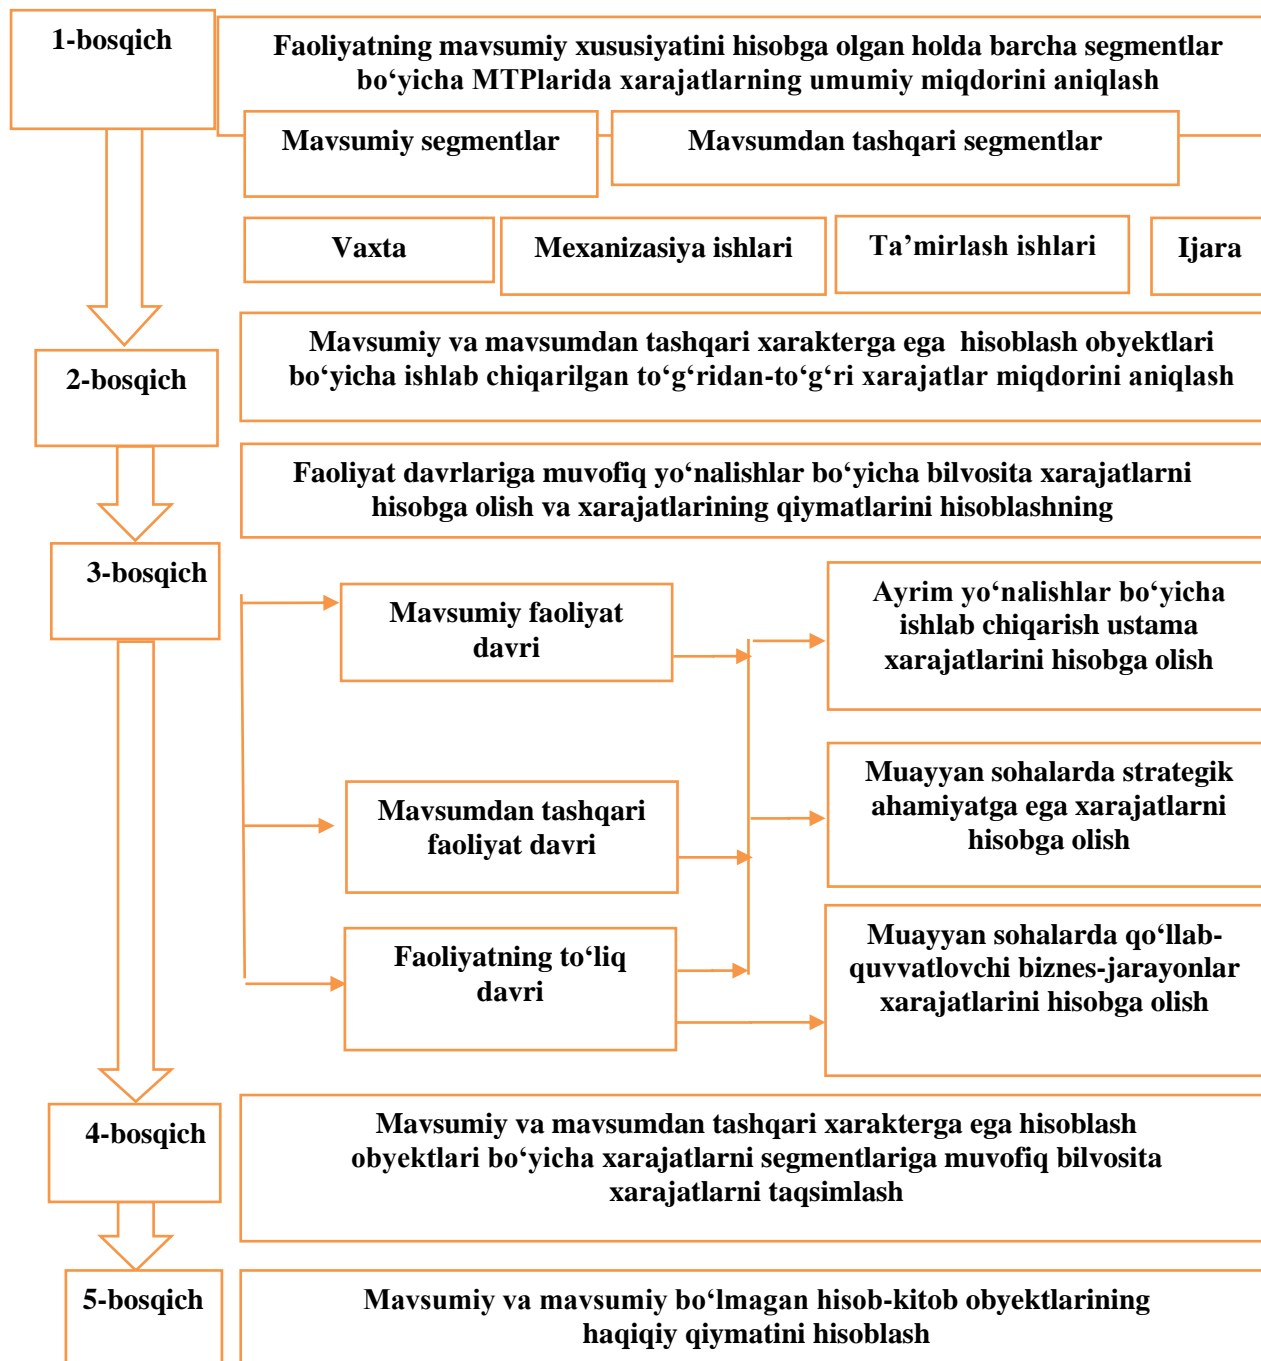 1-bosqich
Faoliyatning mavsumiy xususiyatini hisobga olgan holda barcha segmentlar
bo‘yicha MTPlarida xarajatlarning umumiy miqdorini aniqlash
Mavsumiy segmentlar
Mavsumdan tashqari segmentlar
Vaxta
Mexanizasiya ishlari
Ta’mirlash ishlari
Ijara
2-bosqich
Mavsumiy va mavsumdan tashqari xarakterga ega hisoblash obyektlari
bo‘yicha ishlab chiqarilgan to‘g‘ridan-to‘g‘ri xarajatlar miqdorini aniqlash
Faoliyat davrlariga muvofiq yo‘nalishlar bo‘yicha bilvosita xarajatlarni
hisobga olish va xarajatlarining qiymatlarini hisoblashning
3-bosqich
Mavsumiy faoliyat
davri
Mavsumdan tashqari
faoliyat davri
Faoliyatning to‘liq
davri
Ayrim yo‘nalishlar bo‘yicha
ishlab chiqarish ustama
xarajatlarini hisobga olish
Muayyan sohalarda strategik
ahamiyatga ega xarajatlarni
hisobga olish
Muayyan sohalarda qo‘llab-
quvvatlovchi biznes-jarayonlar
xarajatlarini hisobga olish
4-bosqich
Mavsumiy va mavsusumdan tashqari xarakterga ega hisoblash
obyektlari bo‘yicha xarajatlarni segmentlariga muvofiq bilvosita
xarajatlarni taqsimlash
5-bosqich
Mavsumiy va mavsumiy bo‘lmagan hisob-kitob obyektlarining
haqiqiy qiymatini hisoblash